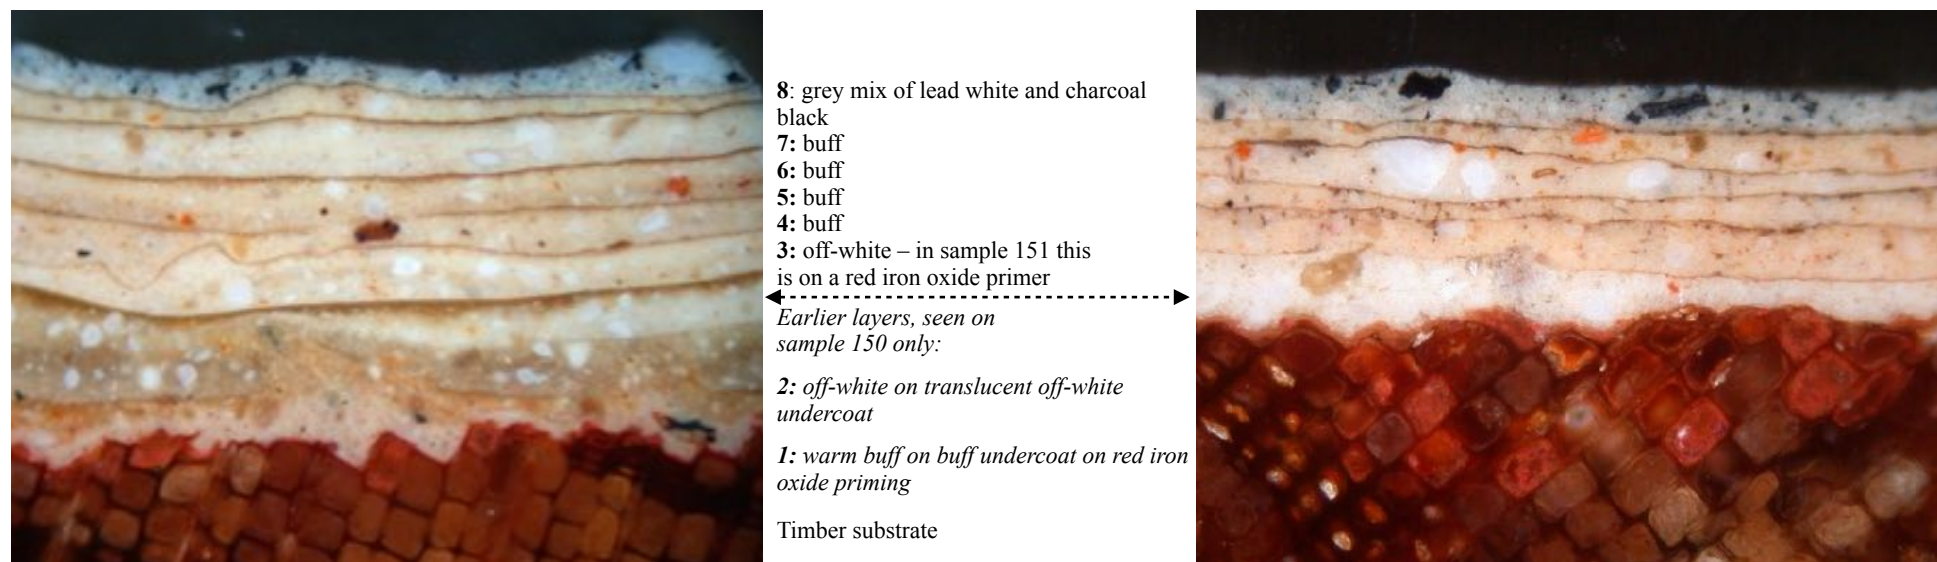 8: grey mix of lead white and charcoal
black
7: buff
6: buff
5: buff
4: buff
3: off-white – in sample 151 this
is on a red iron oxide primer
Earlier layers, seen on
sample 150 only:
2: off-white on translucent off-white
undercoat
1: warm buff on buff undercoat on red iron
oxide priming
Timber substrate